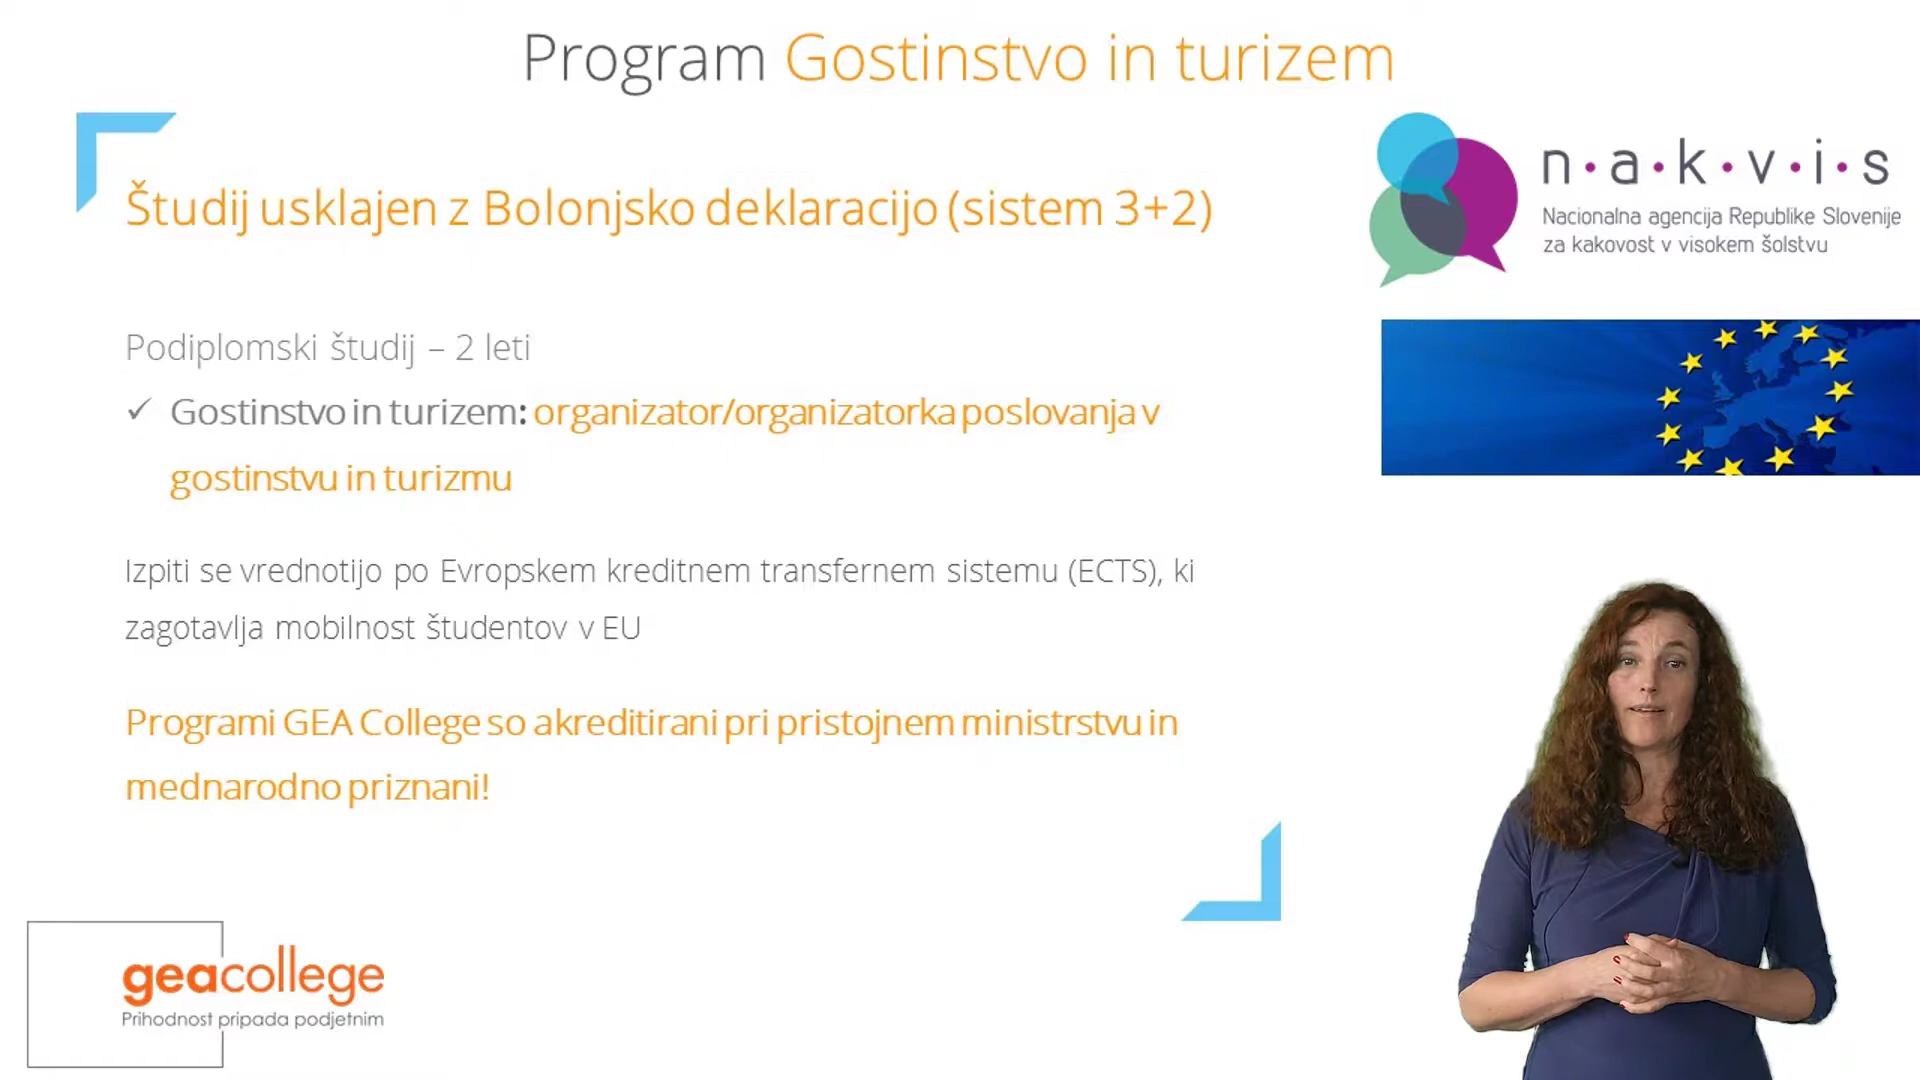 Program Gostinstvo in turizem
Študij usklajen z Bolonjsko deklaracijo (sistem 3+2)
Podiplomski študij – 2 leti
✓ Gostinstvo in turizem: organizator/organizatorka poslovanja v
gostinstvu in turizmu
Izpiti se vrednotijo po Evropskem kreditnem transfernem sistemu (ECTS), ki
zagotavlja mobilnost študentov v EU
Programi GEA College so akreditirani pri pristojnem ministrstvu in
mednarodno priznani!
n·a·k·v·i·s
Nacionalna agencija Republike Slovenije
za kakovost v visokem šolstvu
geacollege
Prihodnost pripada podjetnim